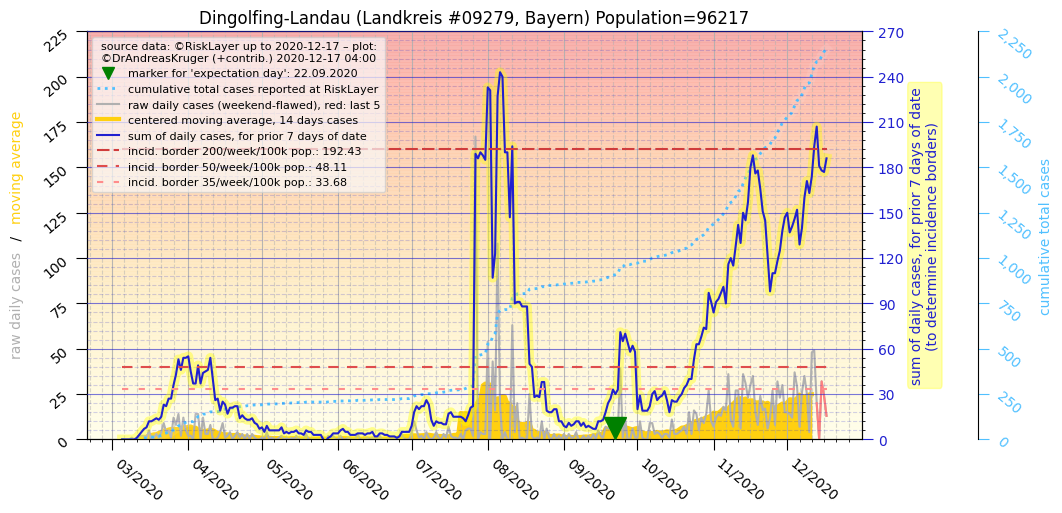 Dingolfing-Landau (Landkreis #09279, Bayern) Population=96217
source data: ©RiskLayer up to 2020-12-17 – plot:
©DrAndreasKruger (+contrib.) 2020-12-17 04:00
marker for 'expectation day': 22.09.2020
cumulative total cases reported at RiskLayer
raw daily cases (weekend-flawed), red: last 5
centered moving average, 14 days cases
sum of daily cases, for prior 7 days of date
incid. border 200/week/100k pop.: 192.43
incid. border 50/week/100k pop.: 48.11
incid. border 35/week/100k pop.: 33.68
raw daily cases / moving average
225
200
175
150
125
100
75
50
25
0
03/2020
04/2020
05/2020
06/2020
07/2020
08/2020
09/2020
10/2020
11/2020
12/2020
270
240
210
180
150
120
90
60
30
0
sum of daily cases, for prior 7 days of date
(to determine incidence borders)
2,250
2,000
1,750
1,500
1,250
1,000
750
500
250
0
cumulative total cases